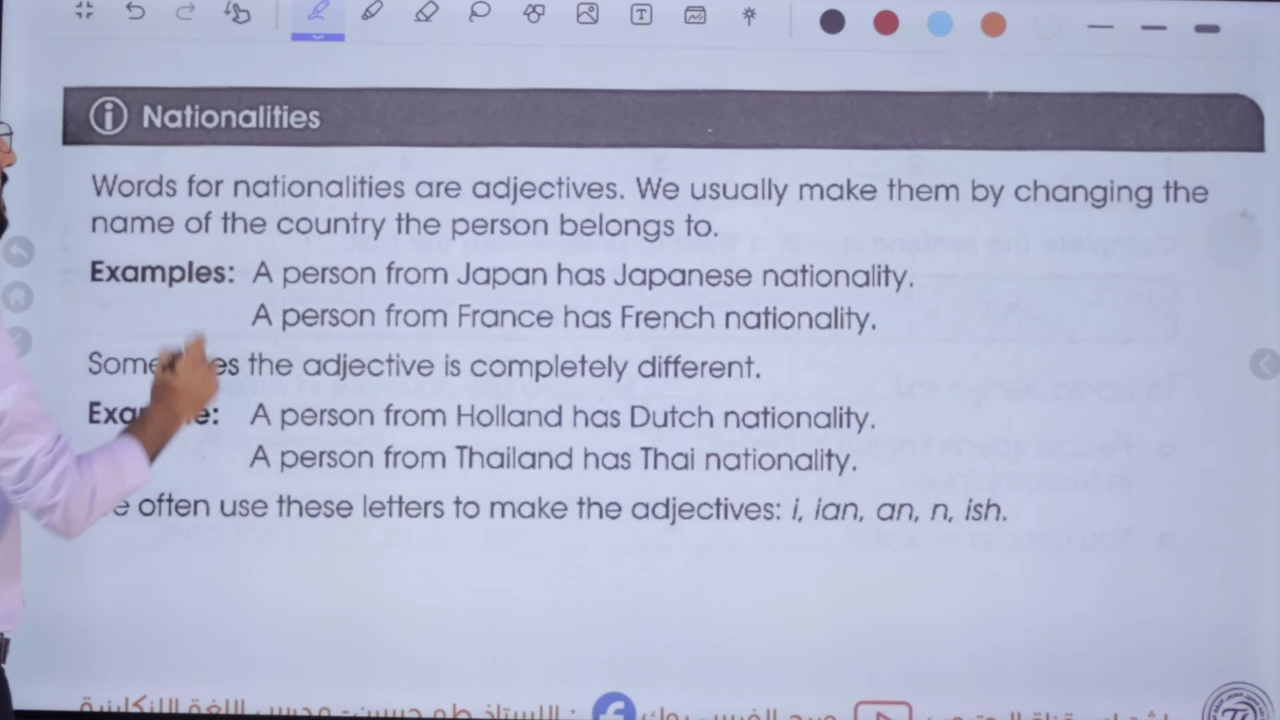 Nationalities
Words for nationalities are adjectives. We usually make them by changing the
name of the country the person belongs to.
Examples: A person from Japan has Japanese nationality.
A person from France has French nationality.
the adjective is completely different.
A person from Holland has Dutch nationality.
A person from Thailand has Thai nationality.
often use these letters to make the adjectives: i, ian, an, n, ish.